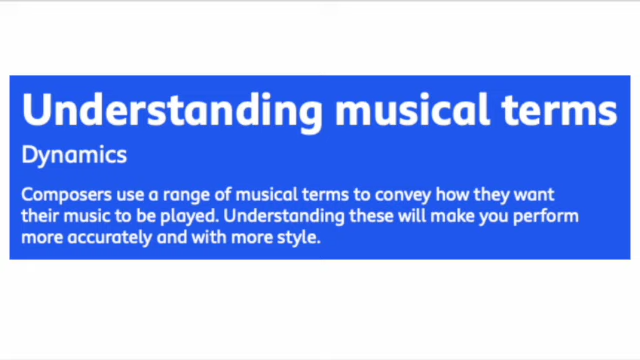 Understanding musical terms
Dynamics
Composers use a range of musical terms to convey how they want
their music to be played. Understanding these will make you perform
more accurately and with more style.